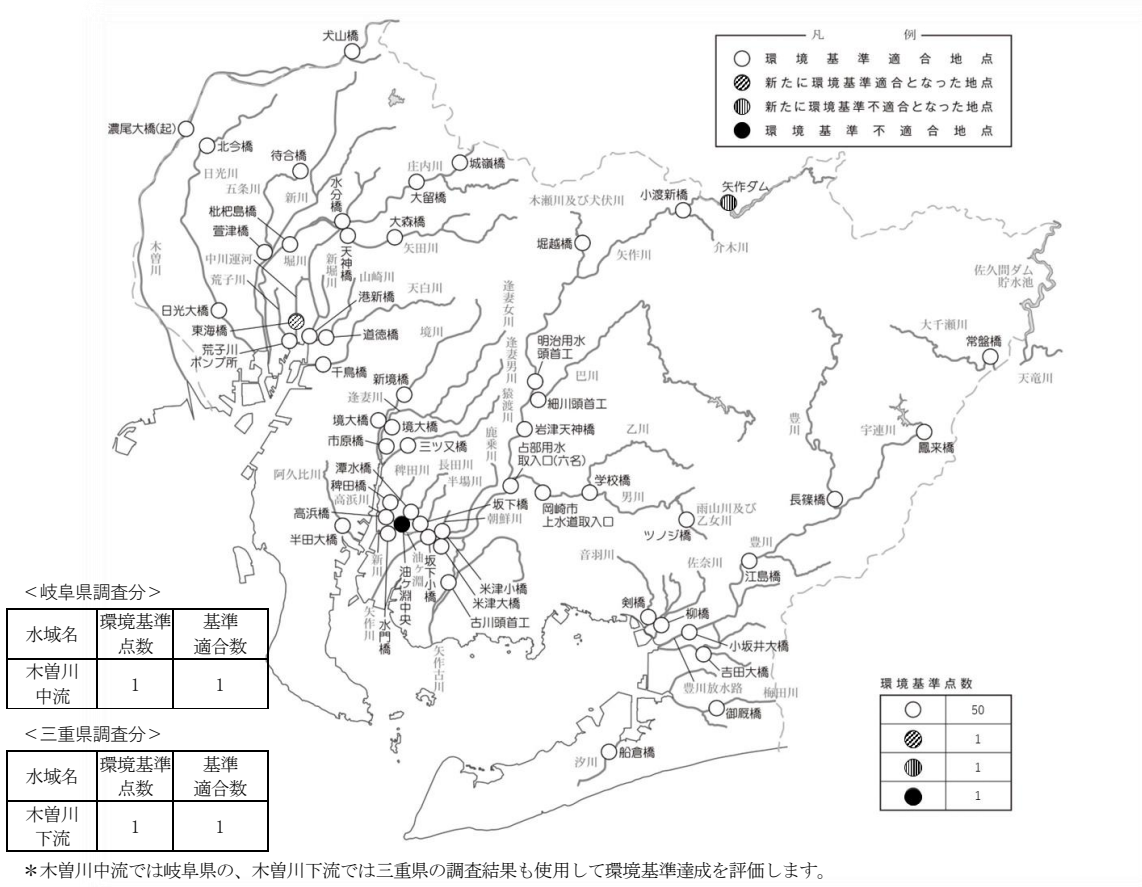 凡例
環境基準適合地点
新たに環境基準適合となった地点
新たに環境基準不適合となった地点
環境基準不適合地点
犬山橋
濃尾大橋(起)
北今橋
日光川
待合橋
五条川
新川
庄内川
城嶺橋
大留橋
水分橋
枇杷島橋
萱津橋
大森橋
矢田川
天神橋
中川運河
荒子川
堀川
新堀川
山崎川
港新橋
天白川
木曽川
日光大橋
東海橋
荒子川
ポンプ所
道徳橋
千鳥橋
境川
新境橋
逢妻川
逢妻女川
逢妻男川
猿渡川
境大橋
境大橋
市原橋
三ツ又橋
鹿乗川
木瀬川及び犬伏川
小渡新橋
矢作ダム
堀越橋
矢作川
介木川
佐久間ダム
貯水池
大千瀬川
常盤橋
天竜川
明治用水
頭首工
巴川
細川頭首工
岩津天神橋
占部用水
取入口(六名)
乙川
学校橋
男川
岡崎市
上水道取入口
雨山川及び
乙女川
ツノジ橋
豊川
宇連川
鳳来橋
長篠橋
豊川
江島橋
阿久比川
潭水橋
稗田橋
高浜川
高浜橋
半田大橋
稗田川
長田川
半場川
坂下橋
朝鮮川
新川
油ケ淵
油ケ淵中央
坂下小橋
米津小橋
米津大橋
古川頭首工
矢作川
水門橋
矢作古川
音羽川
佐奈川
剣橋
柳橋
小坂井大橋
吉田大橋
豊川放水路
梅田川
御厩橋
船倉橋
汐川
＜岐阜県調査分＞
水域名 環境基準点数 基準適合数
木曽川中流 1 1
＜三重県調査分＞
水域名 環境基準点数 基準適合数
木曽川下流 1 1
環境基準点数
50
1
1
1
＊木曽川中流では岐阜県の、木曽川下流では三重県の調査結果も使用して環境基準達成を評価します。